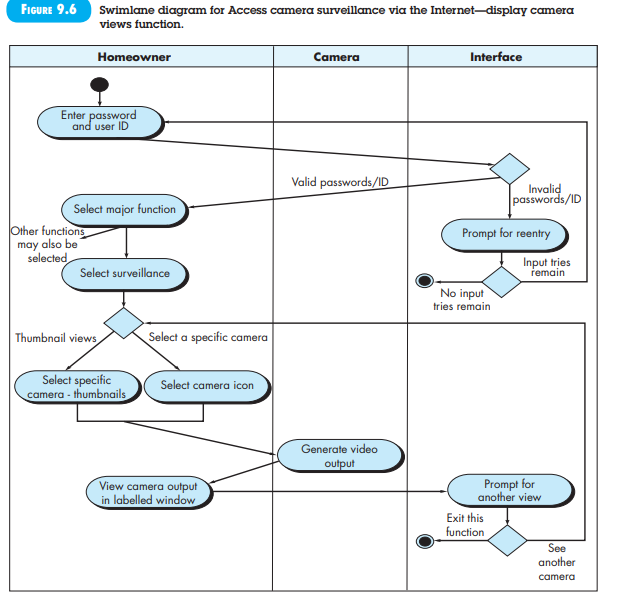 FIGURE 9.6
Swimlane diagram for Access camera surveillance via the Internet—display camera
views function.
Homeowner
Camera
Interface
Enter password
and user ID
Valid passwords/ID
Invalid
passwords/ID
Select major function
Prompt for reentry
Other functions
may also be
selected
Input tries
remain
Select surveillance
No input
tries remain
Thumbnail views
Select a specific camera
Select specific
camera - thumbnails
Select camera icon
Generate video
output
View camera output
in labelled window
Prompt for
another view
Exit this
function
See
another
camera